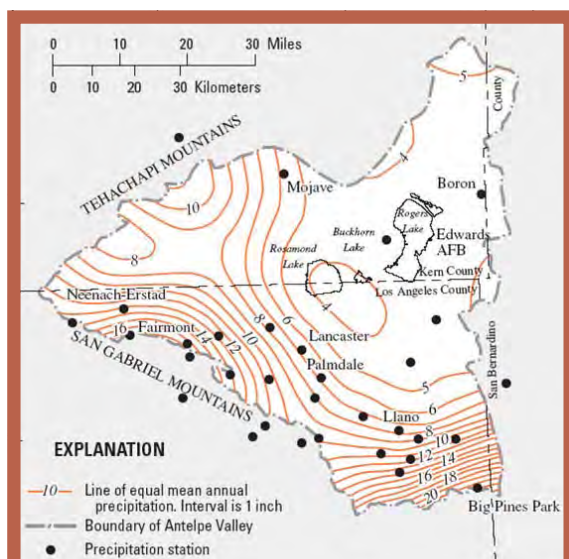 0 10 20 30 Miles
0 10 20 30 Kilometers
5
County
TEHACHAPI MOUNTAINS
4
Mojave
Boron
10
Rogers
Lake
Buckhorn
Lake
Edwards
AFB
8
Rosamond
Lake
Kern County
Los Angeles County
Neenach-Erstad
4
16
Fairmont
14
12
10
8
6
Lancaster
San Bernardino
SAN GABRIEL MOUNTAINS
Palmdale
5
6
Llano
8
10
12
14
16
18
20
Big Pines Park
EXPLANATION
10 Line of equal mean annual
precipitation. Interval is 1 inch
Boundary of Antelpe Valley
Precipitation station